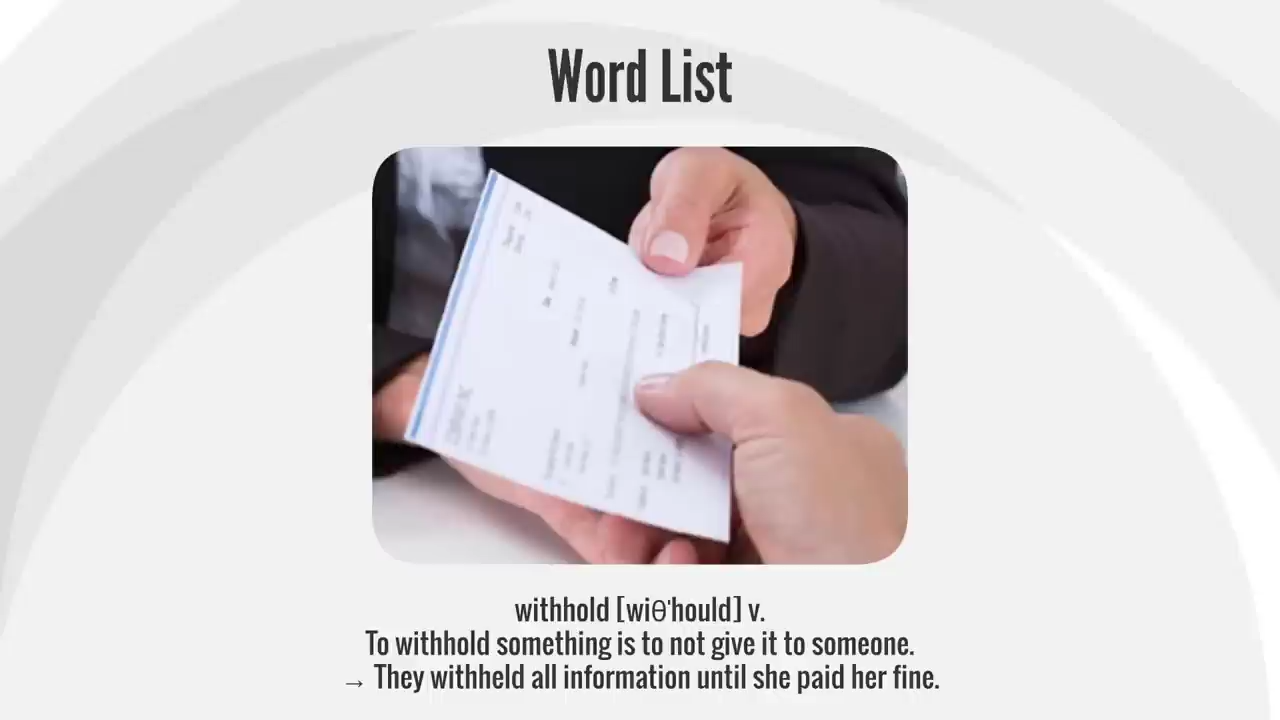 Word List
withhold [wiθˈhould] v.
To withhold something is to not give it to someone.
→ They withheld all information until she paid her fine.